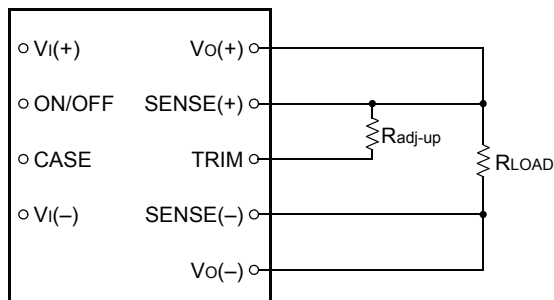 VI(+) VO(+)
ON/OFF SENSE(+)
Radj-up
CASE TRIM
RLOAD
VI(–) SENSE(–)
VO(–)